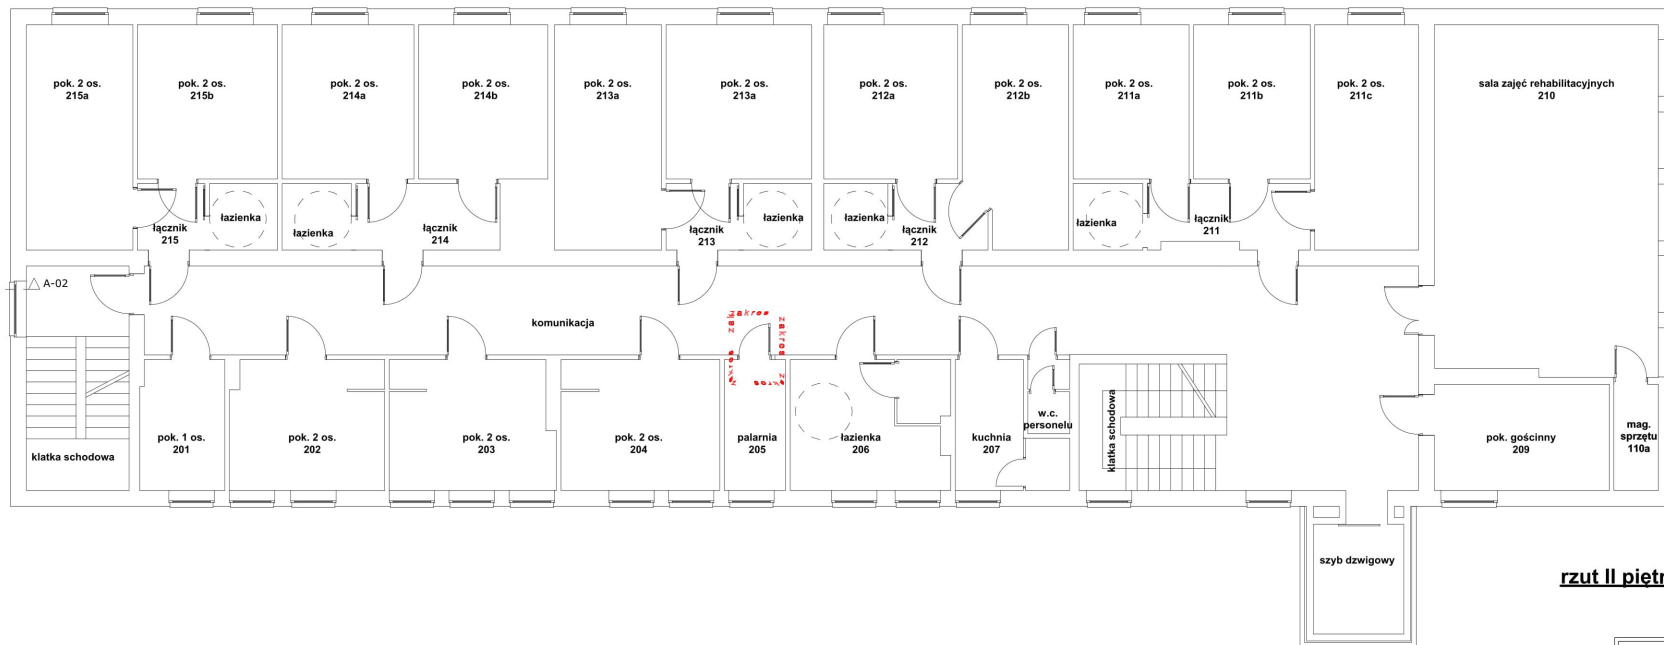 pok. 2 os.
215a
pok. 2 os.
215b
pok. 2 os.
214a
pok. 2 os.
214b
pok. 2 os.
213a
pok. 2 os.
213a
pok. 2 os.
212a
pok. 2 os.
212b
pok. 2 os.
211a
pok. 2 os.
211b
pok. 2 os.
211c
sala zajęć rehabilitacyjnych
210
łącznik
215
łazienka
łazienka
łącznik
214
łącznik
213
łazienka
łazienka
łącznik
212
łazienka
łącznik
211
A-02
komunikacja
zakres
zakres
zakres
zakres
klatka schodowa
pok. 1 os.
201
pok. 2 os.
202
pok. 2 os.
203
pok. 2 os.
204
palarnia
205
łazienka
206
kuchnia
207
w.c.
personelu
klatka schodowa
pok. gościnny
209
mag.
sprzętu
110a
szyb dzwigowy
rzut II piętr